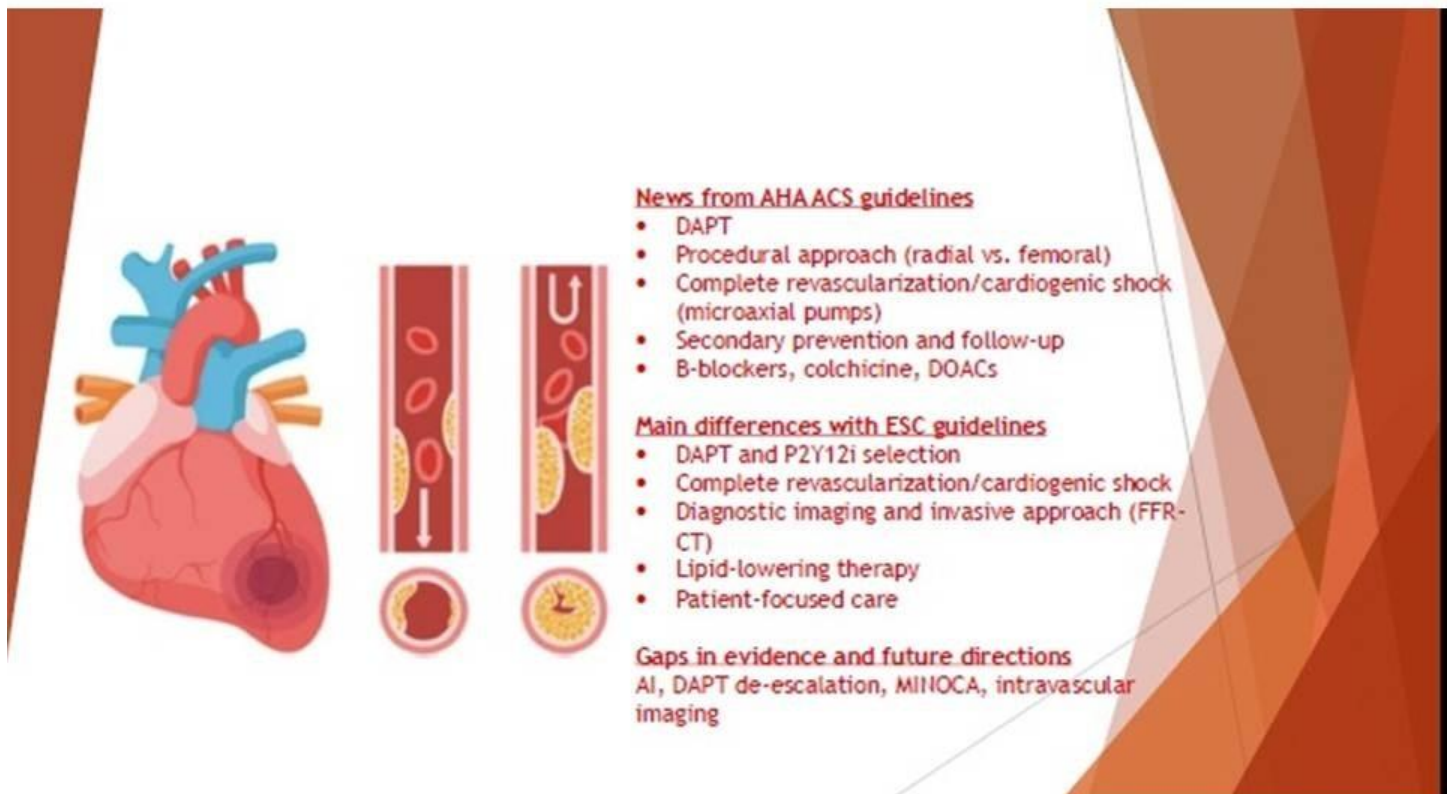 News from AHA ACS guidelines
• DAPT
• Procedural approach (radial vs. femoral)
• Complete revascularization/cardiogenic shock
(microaxial pumps)
• Secondary prevention and follow-up
• B-blockers, colchicine, DOACs
Main differences with ESC guidelines
• DAPT and P2Y12i selection
• Complete revascularization/cardiogenic shock
• Diagnostic imaging and invasive approach (FFR-
CT)
• Lipid-lowering therapy
• Patient-focused care
Gaps in evidence and future directions
AI, DAPT de-escalation, MINOCA, intravascular
imaging